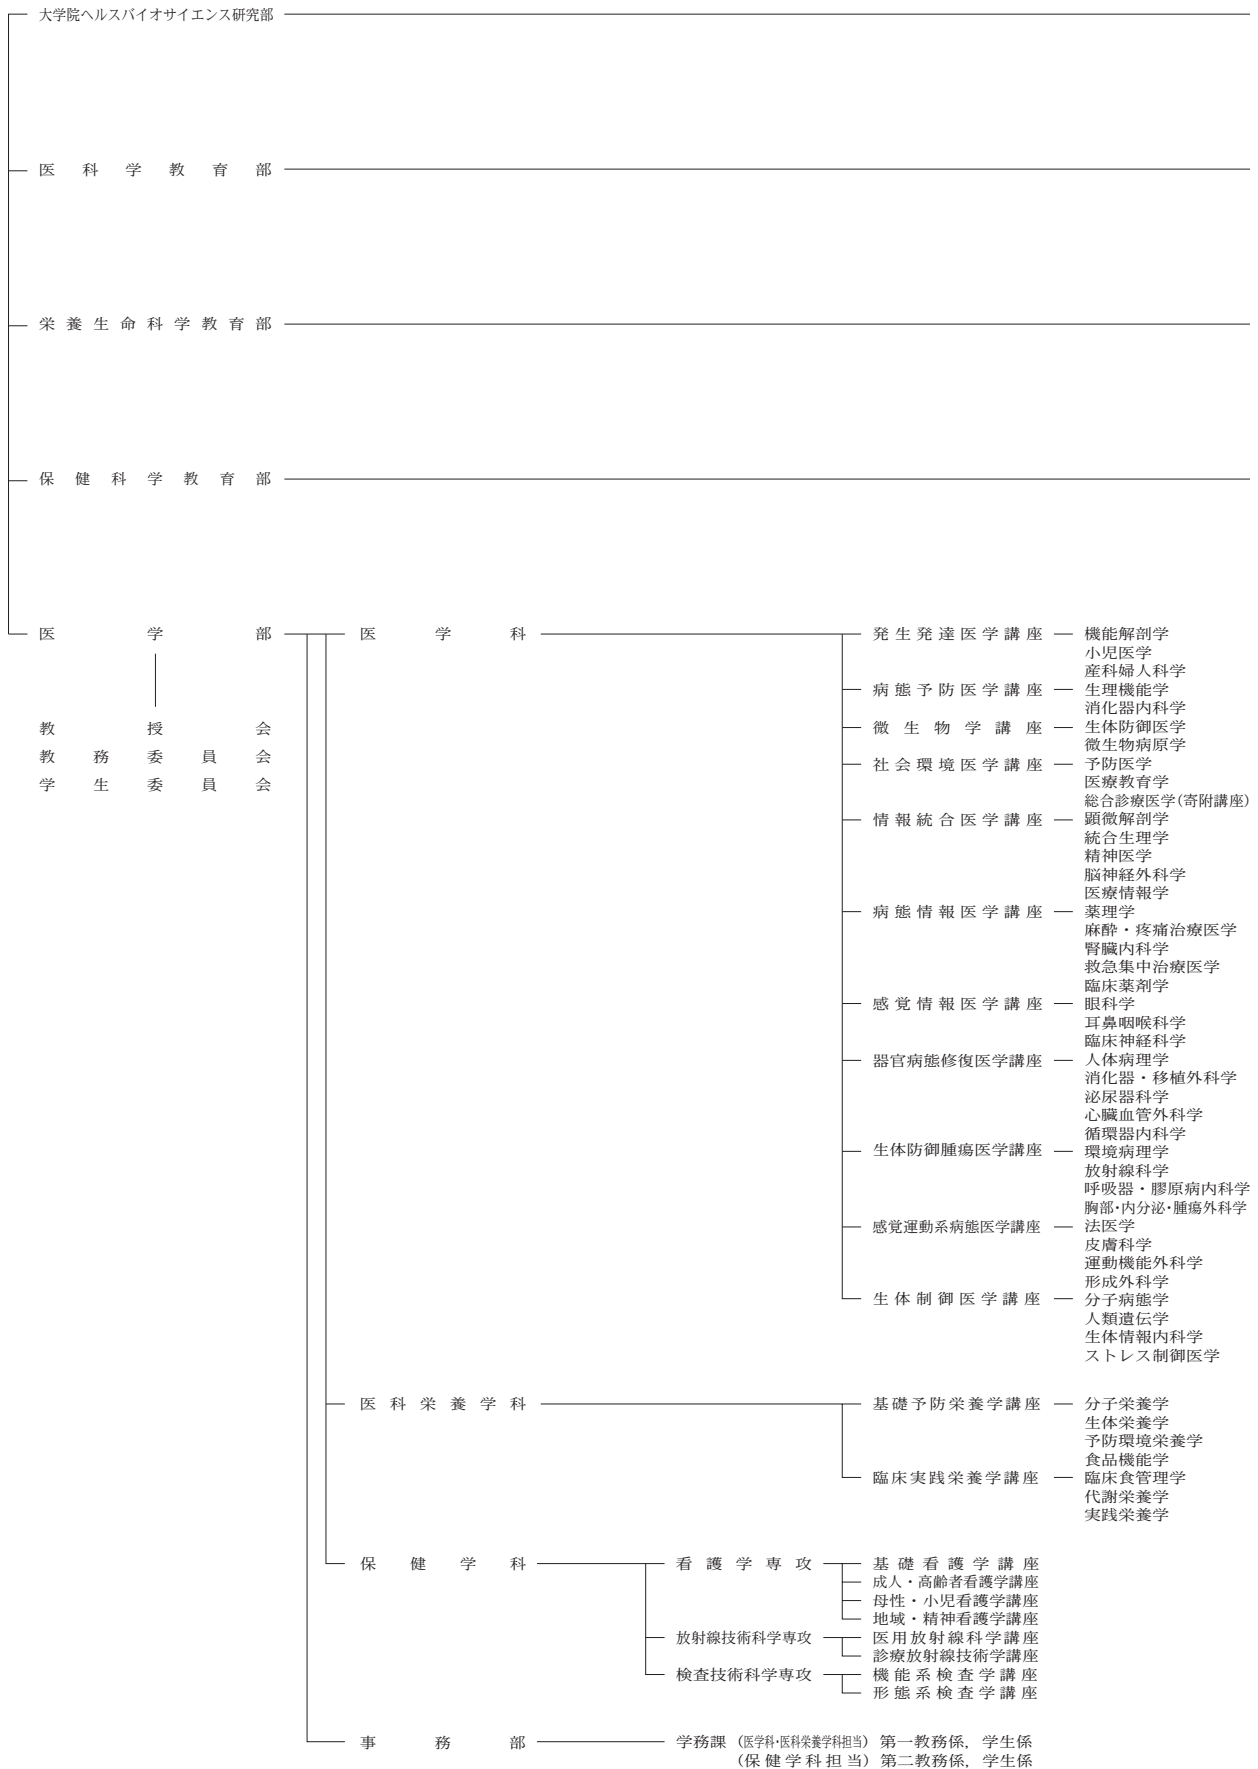 大学院ヘルスバイオサイエンス研究部
医科学教育部
栄養生命科学教育部
保健科学教育部
医学部
教授会
教務委員会
学生委員会
医学科
発生発達医学講座
機能解剖学
小児医学
産科婦人科学
病態予防医学講座
生理機能学
消化器内科学
微生物学講座
生体防御医学
微生物病原学
社会環境医学講座
予防医学
医療教育学
総合診療医学(寄附講座)
情報統合医学講座
顕微解剖学
統合生理学
精神医学
脳神経外科学
医療情報学
病態情報医学講座
薬理学
麻酔・疼痛治療医学
腎臓内科学
救急集中治療医学
臨床薬剤学
感覚情報医学講座
眼科学
耳鼻咽喉科学
臨床神経科学
器官病態修復医学講座
人体病理学
消化器・移植外科学
泌尿器科学
心臓血管外科学
循環器内科学
生体防御腫瘍医学講座
環境病理学
放射線科学
呼吸器・膠原病内科学
胸部・内分泌・腫瘍外科学
感覚運動系病態医学講座
法医学
皮膚科学
運動機能外科学
形成外科学
生体制御医学講座
分子病態学
人類遺伝学
生体情報内科学
ストレス制御医学
医科栄養学科
基礎予防栄養学講座
分子栄養学
生体栄養学
予防環境栄養学
食品機能学
臨床実践栄養学講座
臨床食管理学
代謝栄養学
実践栄養学
保健学科
看護学専攻
基礎看護学講座
成人・高齢者看護学講座
母性・小児看護学講座
地域・精神看護学講座
放射線技術科学専攻
医用放射線科学講座
診療放射線技術学講座
検査技術科学専攻
機能系検査学講座
形態系検査学講座
事務部
学務課(医学科・医科栄養学科担当)第一教務係，学生係
(保健学科担当)第二教務係，学生係